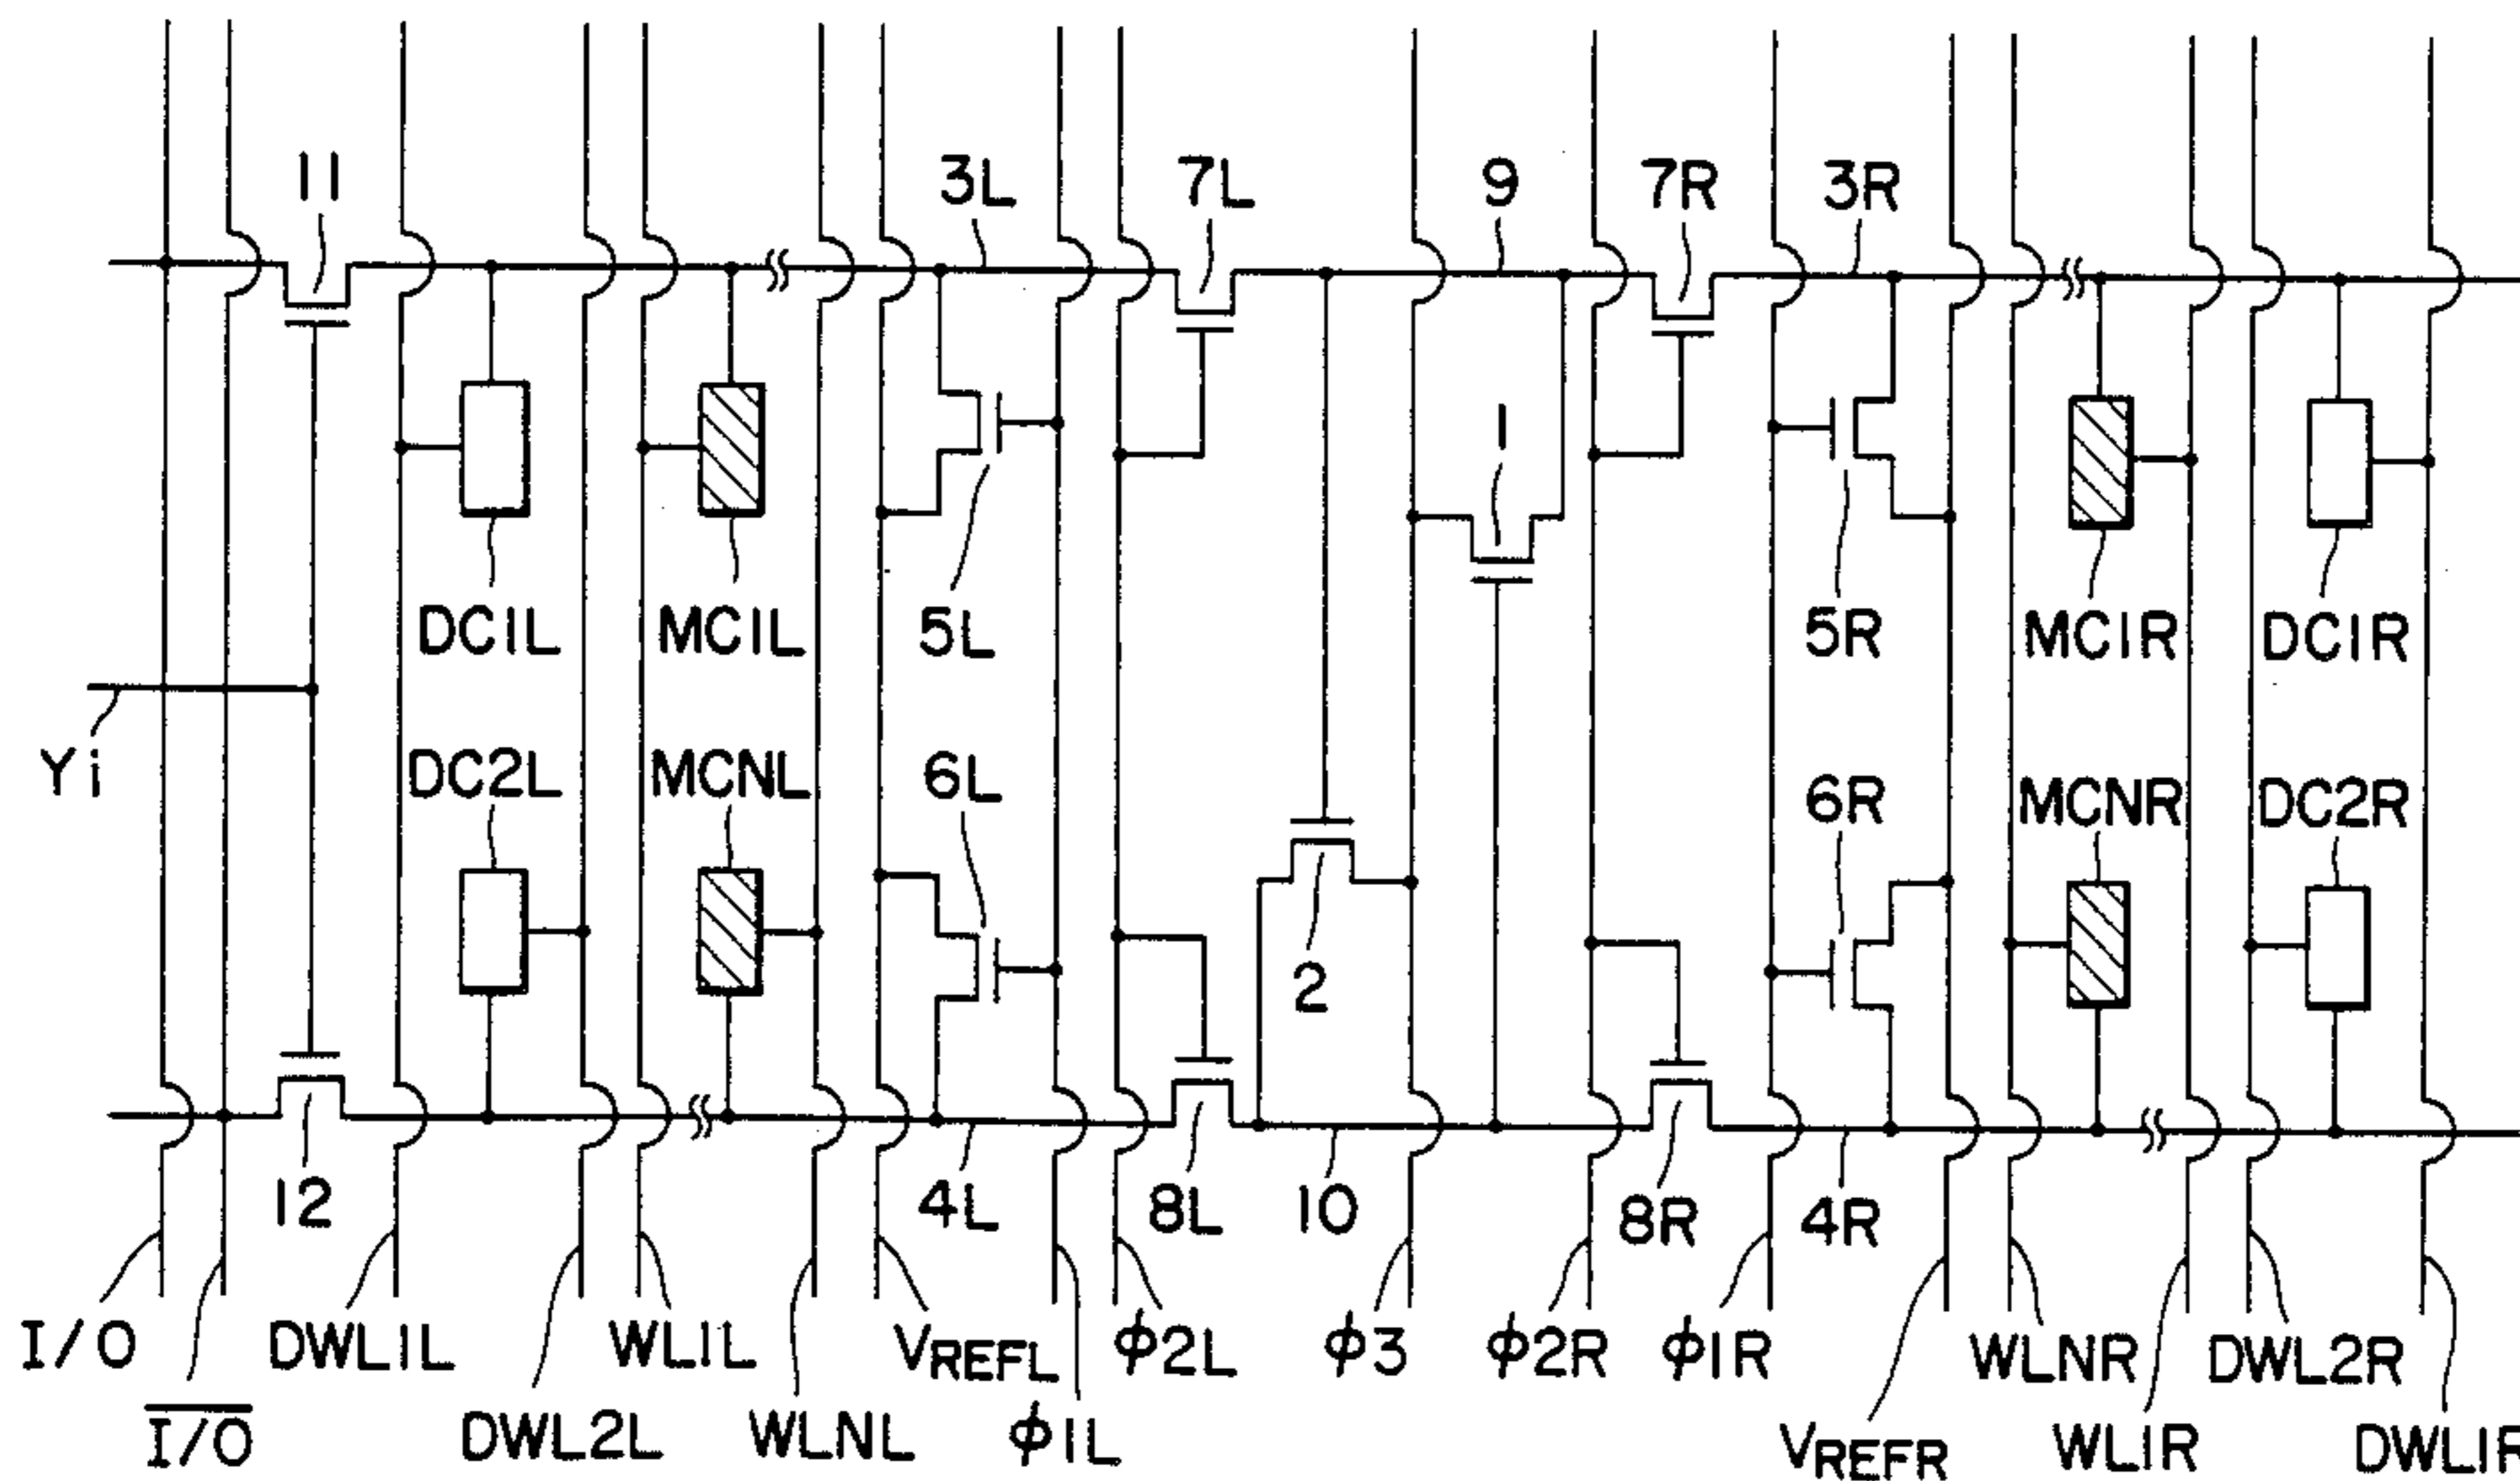 11 3L 7L 9 7R 3R
1
DC1L MC1L 5L 5R MC1R DC1R
Yi DC2L MCNL 6L 6R MCNR DC2R
2
12 4L 8L 10 8R 4R
I/O DWL1L WL1L VREFL ϕ2L ϕ3 ϕ2R ϕ1R WLNR DWL2R
I/O DWL2L WLNL ϕ1L VREFR WL1R DWL1R